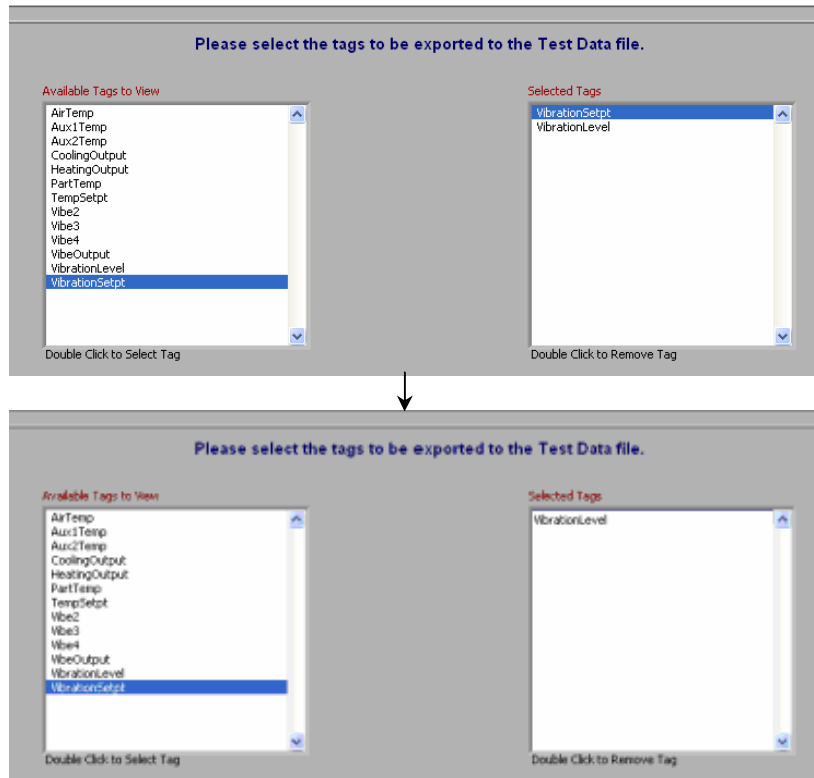 Please select the tags to be exported to the Test Data file.
Available Tags to View
AirTemp
Aux1Temp
Aux2Temp
CoolingOutput
HeatingOutput
PartTemp
TempSetpt
Vibe2
Vibe3
Vibe4
VibeOutput
VibrationLevel
VibrationSetpt
Double Click to Select Tag
Selected Tags
VibrationSetpt
VibrationLevel
Double Click to Remove Tag
Please select the tags to be exported to the Test Data file.
Available Tags to View
AirTemp
Aux1Temp
Aux2Temp
CoolingOutput
HeatingOutput
PartTemp
TempSetpt
Vibe2
Vibe3
Vibe4
VibeOutput
VibrationLevel
VibrationSetpt
Double Click to Select Tag
Selected Tags
VibrationLevel
Double Click to Remove Tag